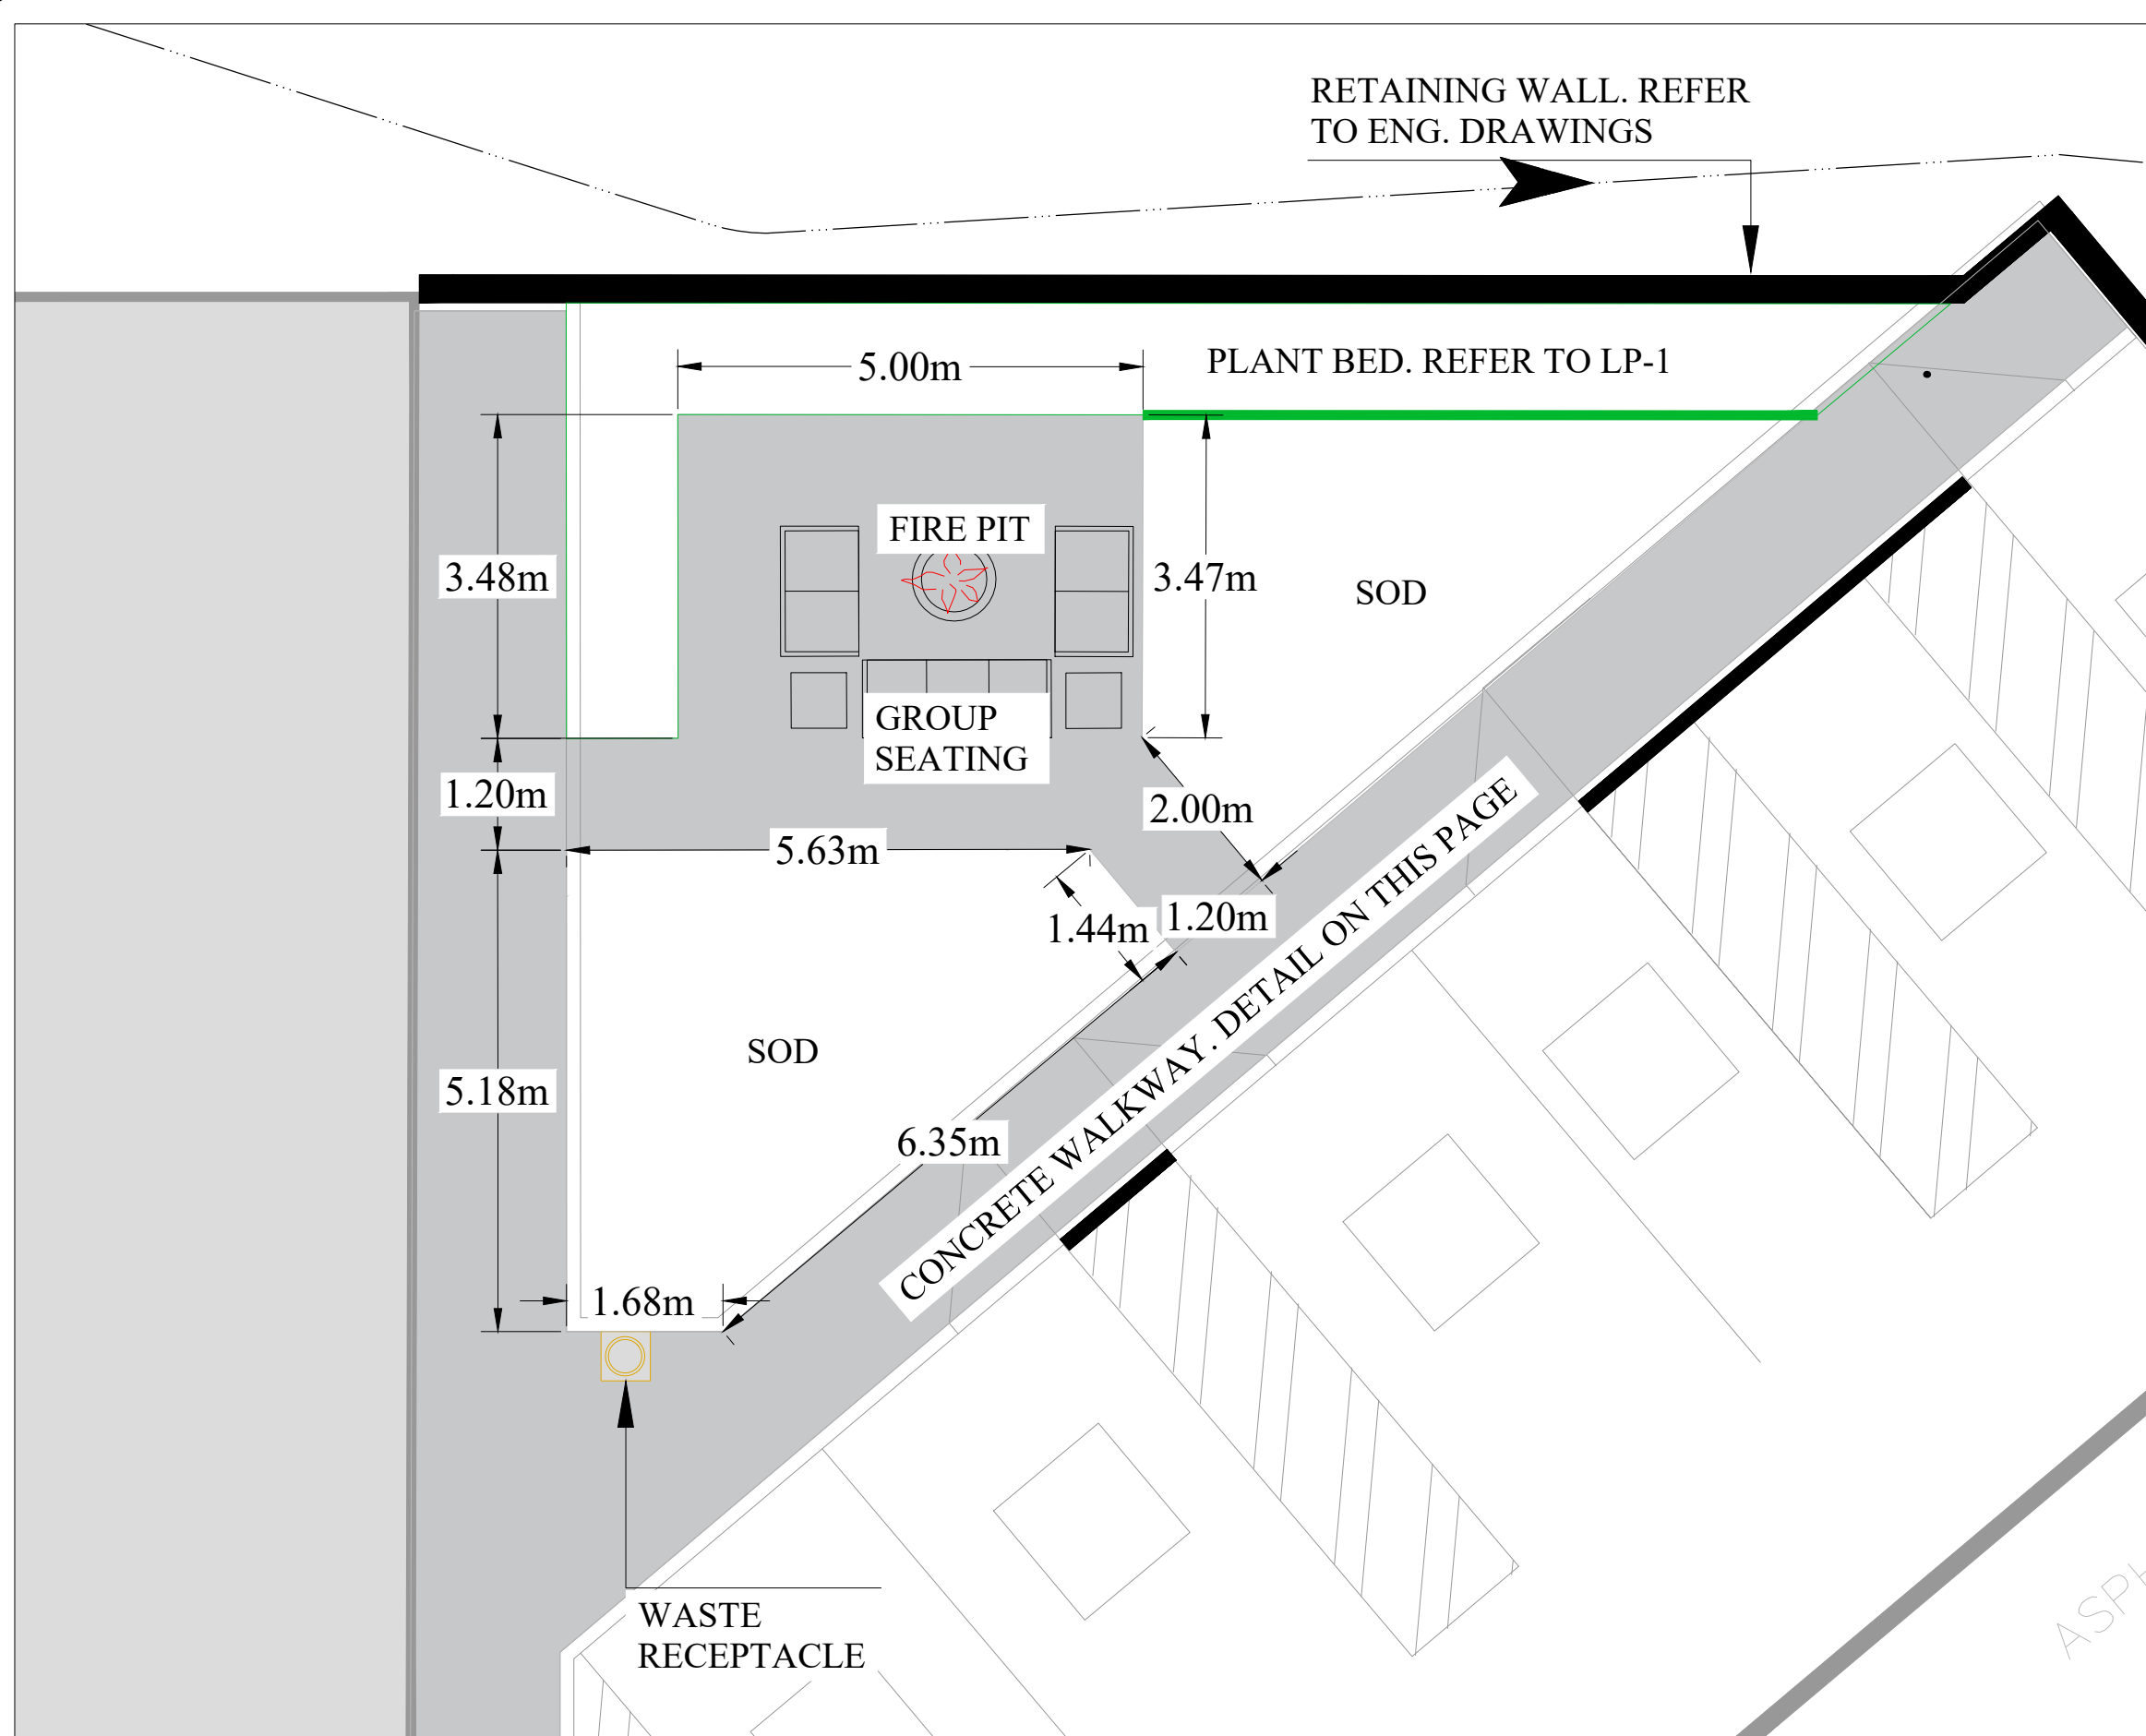 RETAINING WALL. REFER
TO ENG. DRAWINGS
5.00m
PLANT BED. REFER TO LP-1
FIRE PIT
3.48m
3.47m
SOD
GROUP
SEATING
1.20m
2.00m
5.63m
1.44m
1.20m
CONCRETE WALKWAY. DETAIL ON THIS PAGE
SOD
5.18m
6.35m
1.68m
WASTE
RECEPTACLE